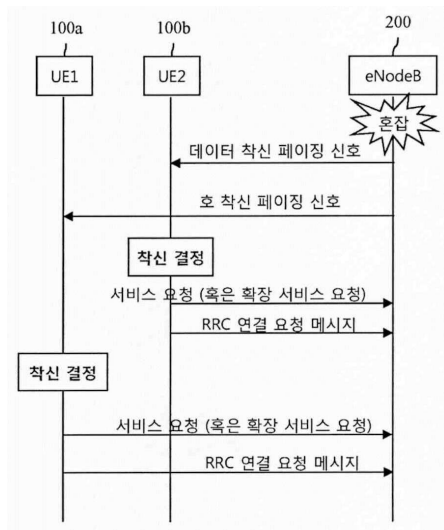 100a
100b
200
UE1
UE2
eNodeB
혼잡
데이터 착신 페이징 신호
호 착신 페이징 신호
착신 결정
서비스 요청 (혹은 확장 서비스 요청)
RRC 연결 요청 메시지
착신 결정
서비스 요청 (혹은 확장 서비스 요청)
RRC 연결 요청 메시지